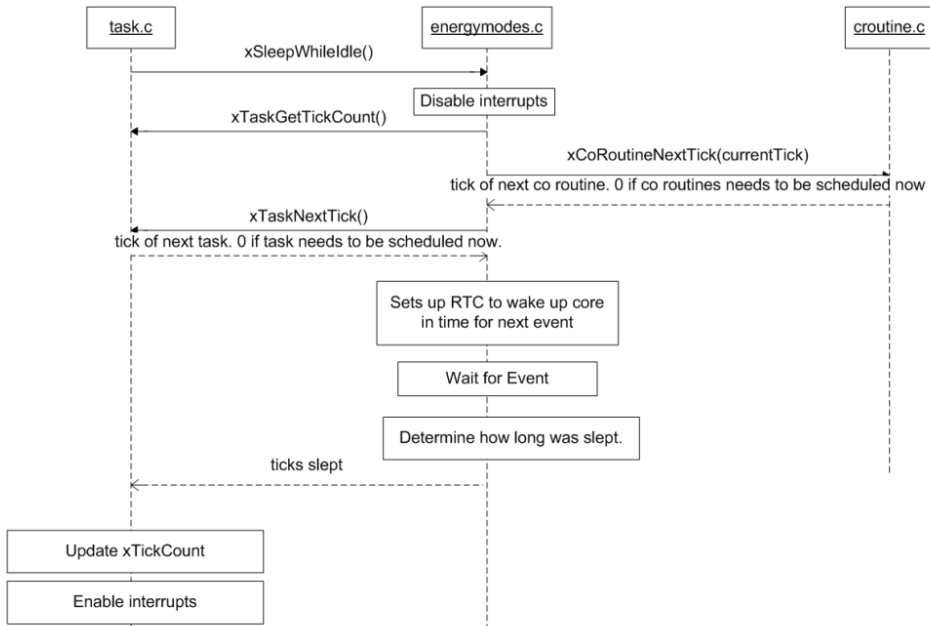 task.c
energymodes.c
croutine.c
xSleepWhileIdle()
Disable interrupts
xTaskGetTickCount()
xCoRoutineNextTick(currentTick)
tick of next co routine. 0 if co routines needs to be scheduled now
xTaskNextTick()
tick of next task. 0 if task needs to be scheduled now.
Sets up RTC to wake up core
in time for next event
Wait for Event
Determine how long was slept.
ticks slept
Update xTickCount
Enable interrupts